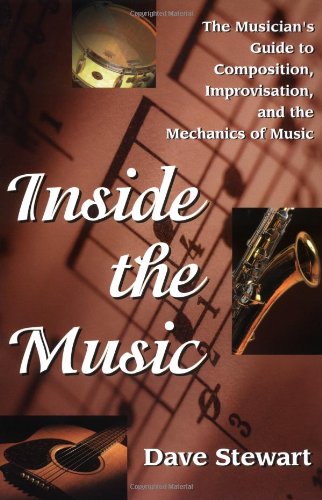 The Musician's
Guide to
Composition,
Improvisation,
and the
Mechanics of Music
Inside
the
Music
Dave Stewart